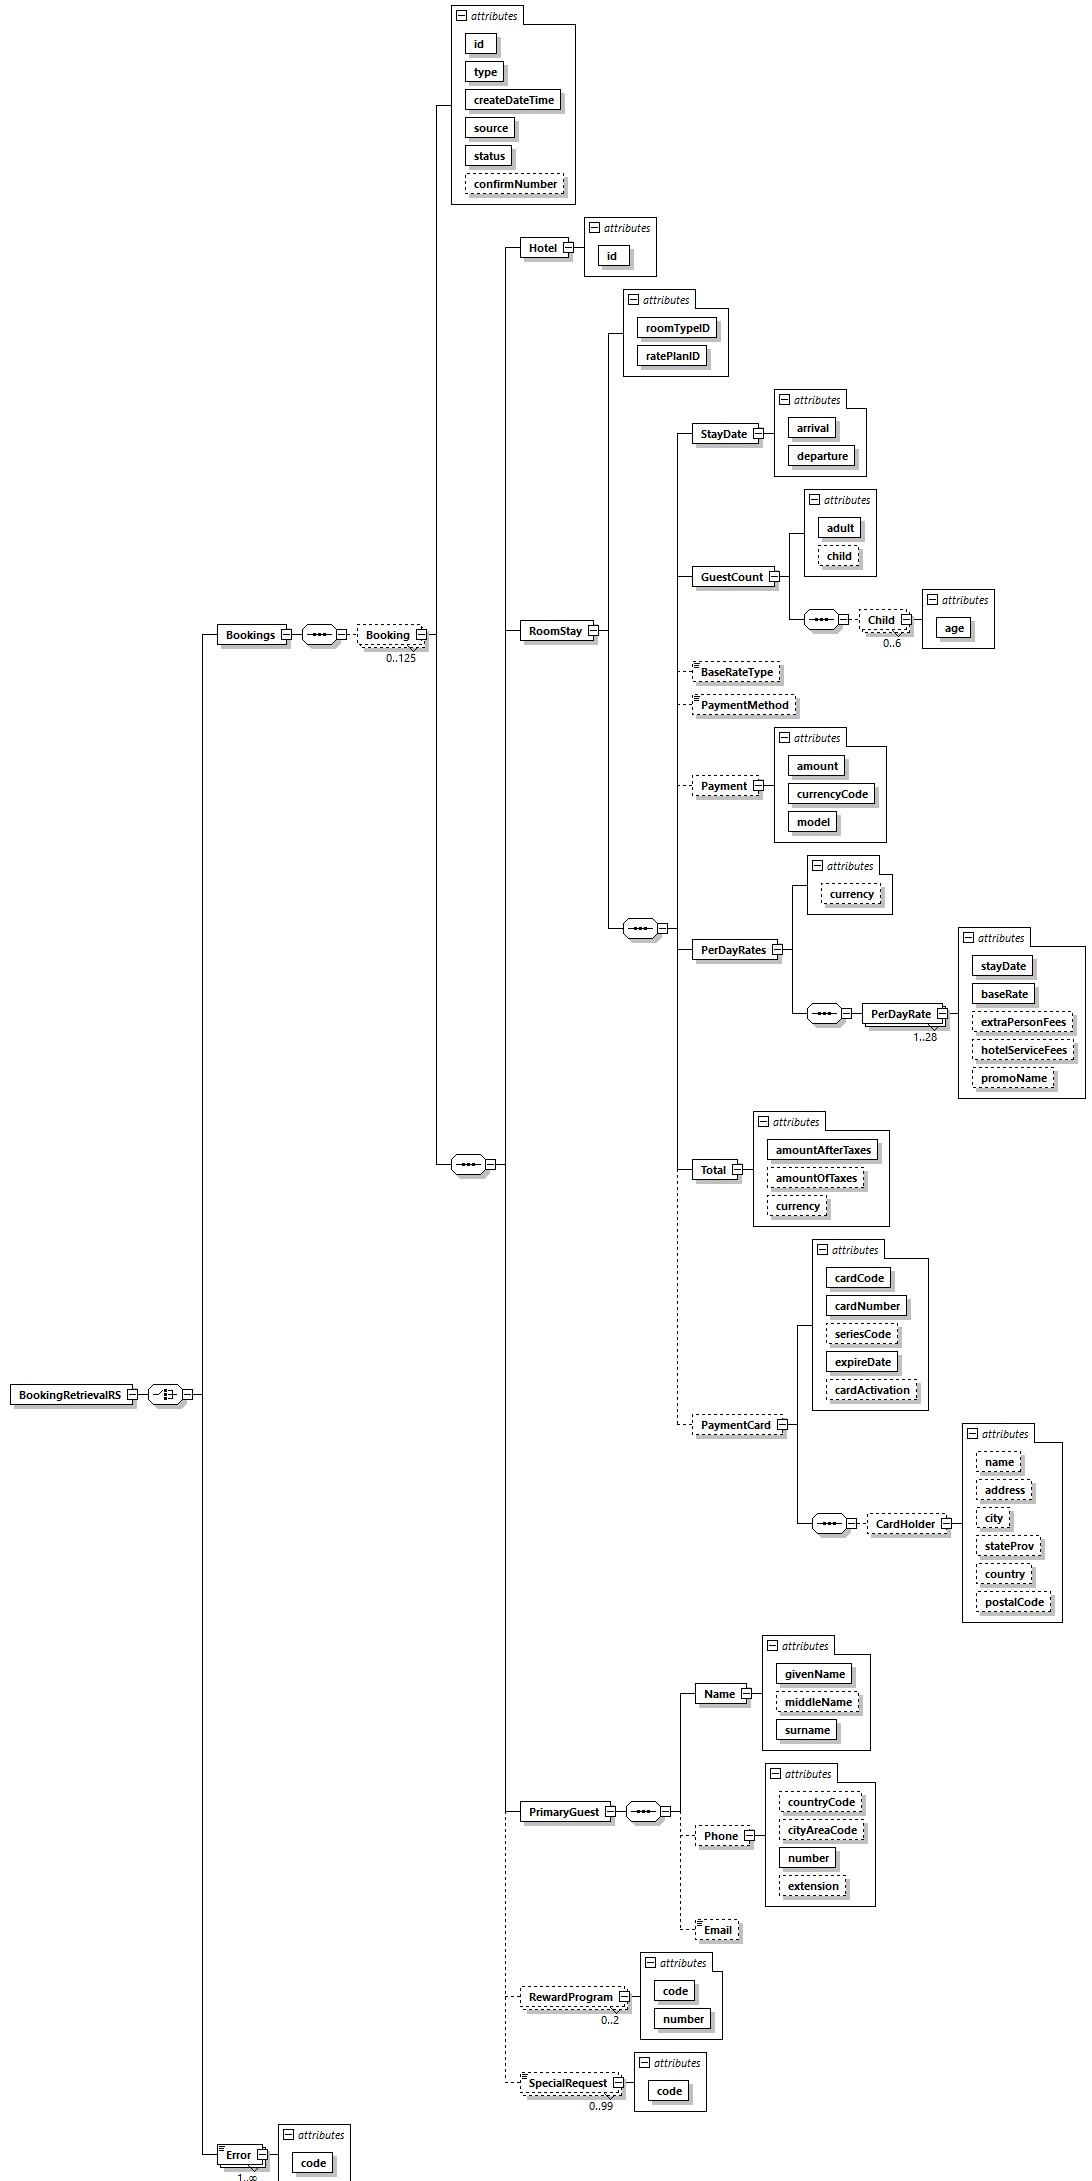 attributes
id
type
createDateTime
source
status
confirmNumber
Hotel
attributes
id
attributes
roomTypeID
ratePlanID
StayDate
attributes
arrival
departure
attributes
adult
child
GuestCount
Child
0..6
attributes
age
Bookings
Booking
0..125
RoomStay
BaseRateType
PaymentMethod
attributes
Payment
amount
currencyCode
model
attributes
currency
PerDayRates
PerDayRate
1..28
attributes
stayDate
baseRate
extraPersonFees
hotelServiceFees
promoName
attributes
Total
amountAfterTaxes
amountOfTaxes
currency
attributes
cardCode
cardNumber
seriesCode
expireDate
cardActivation
BookingRetrievalRS
PaymentCard
CardHolder
attributes
name
address
city
stateProv
country
postalCode
Name
attributes
givenName
middleName
surname
PrimaryGuest
Phone
attributes
countryCode
cityAreaCode
number
extension
Email
RewardProgram
0..2
attributes
code
number
SpecialRequest
0..99
attributes
code
Error
1..∞
attributes
code